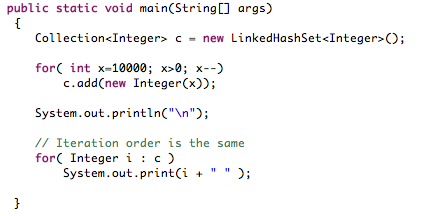 public static void main(String[] args)
{
Collection<Integer> c = new LinkedHashSet<Integer>();
for( int x=10000; x>0; x--)
c.add(new Integer(x));
System.out.println("\n");
// Iteration order is the same
for( Integer i : c )
System.out.print(i + " " );
}